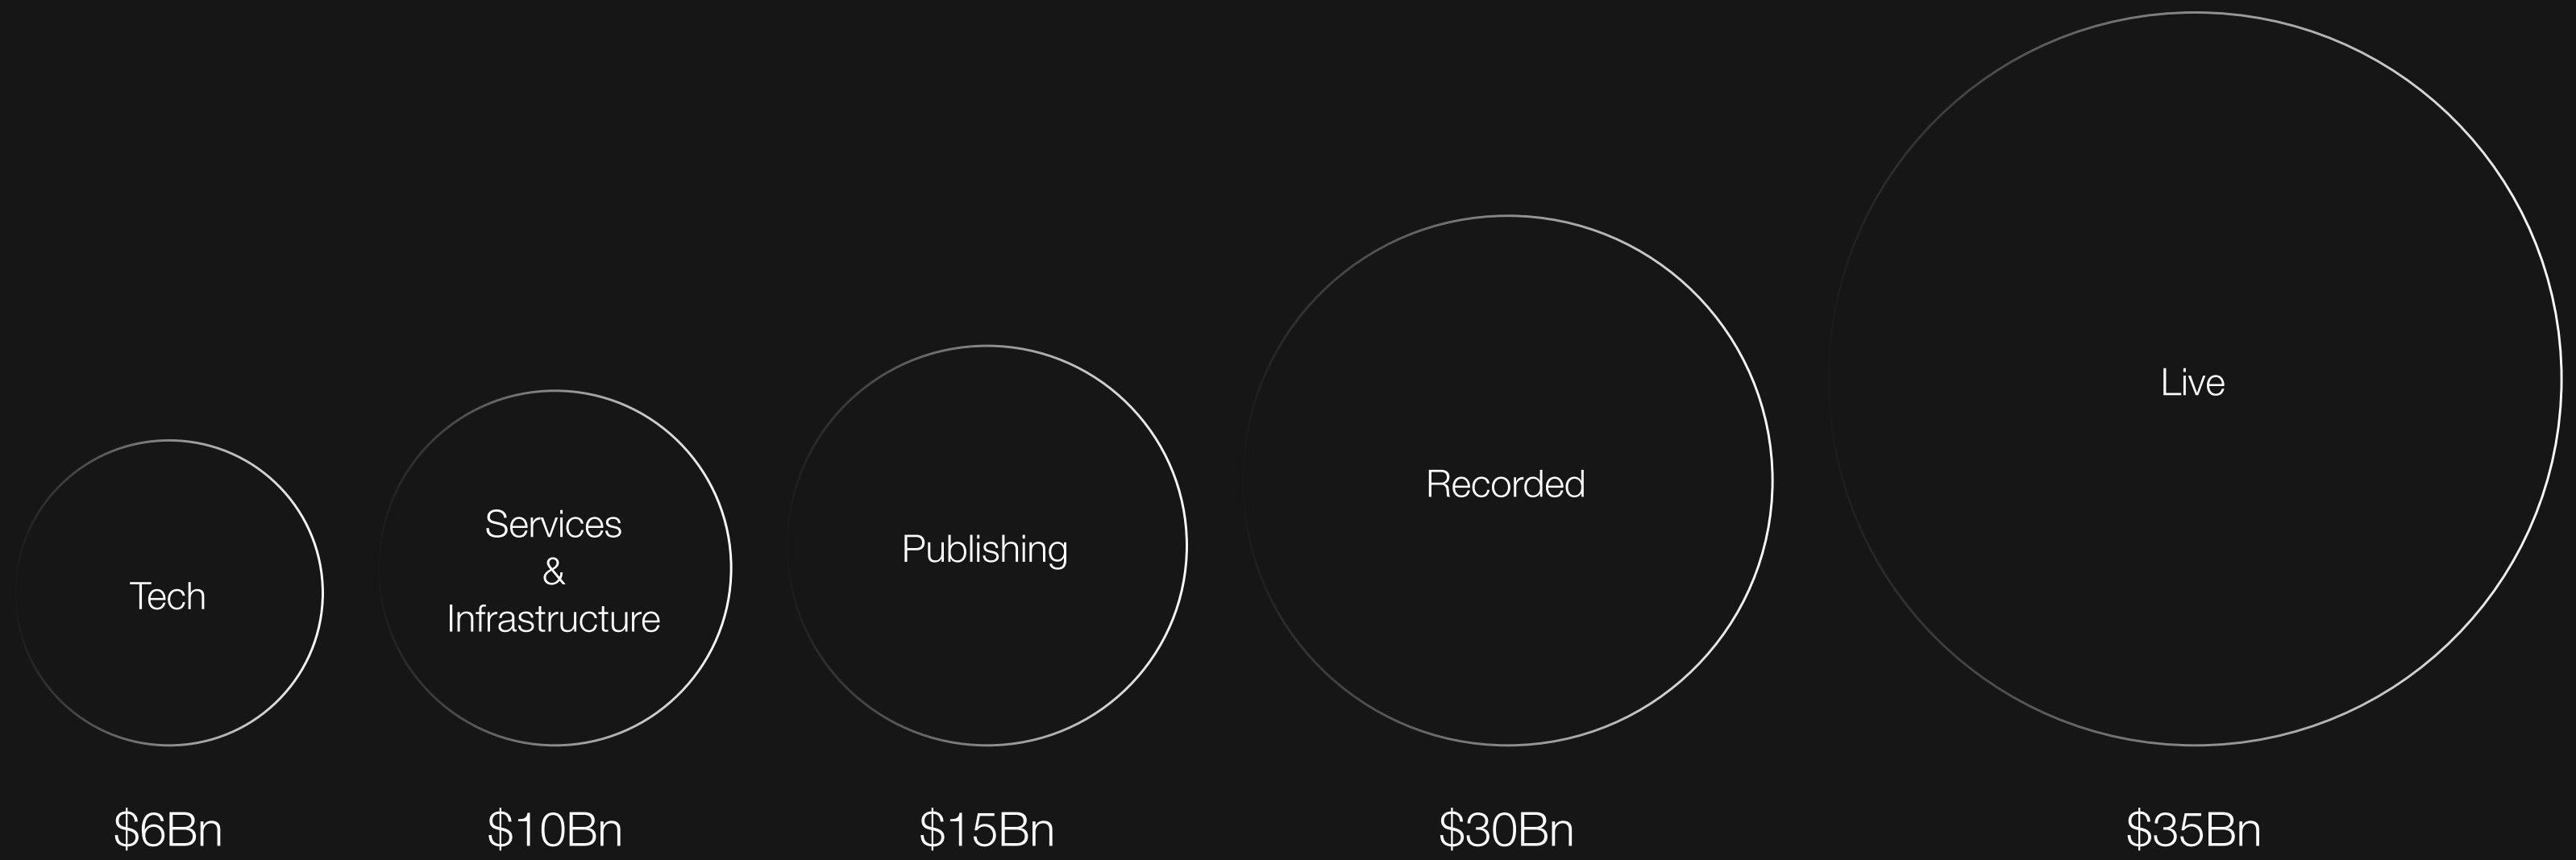 Tech
Services
&
Infrastructure
Publishing
Recorded
Live
$6Bn
$10Bn
$15Bn
$30Bn
$35Bn